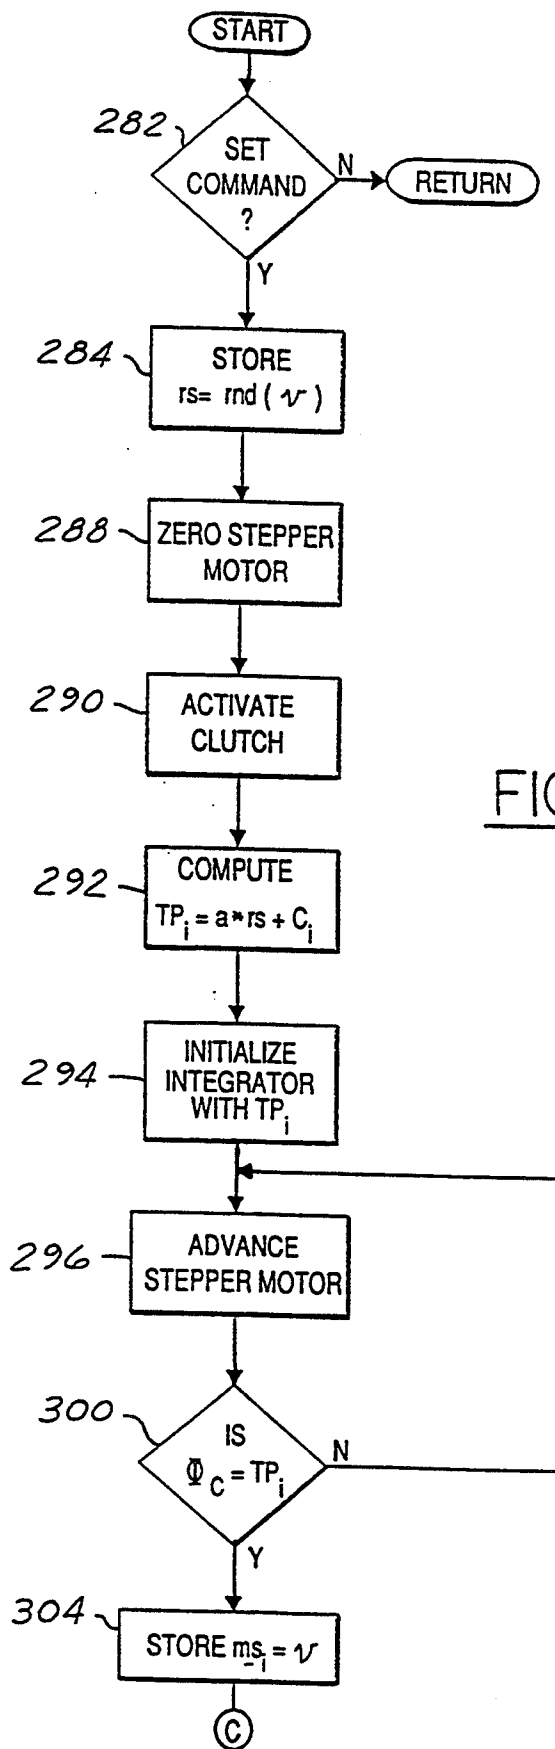 START
282
SET
COMMAND
?
N
RETURN
Y
284
STORE
rs= rnd ( v )
288
ZERO STEPPER
MOTOR
290
ACTIVATE
CLUTCH
FIG
292
COMPUTE
TPi = a*rs + Ci
294
INITIALIZE
INTEGRATOR
WITH TPi
296
ADVANCE
STEPPER MOTOR
300
IS
ΦC = TPi
N
Y
304
STORE ms_i = v
C